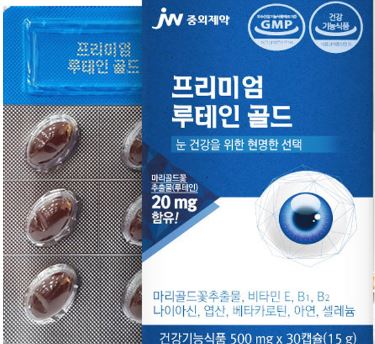 프리미엄
루테인 골드
JW 중외제약
GMP
건강
기능식품
프리미엄
루테인 골드
눈 건강을 위한 현명한 선택
마리골드꽃
추출물(루테인)
20 mg
함유!
마리골드꽃추출물, 비타민 E, B₁, B₂
나이아신, 엽산, 베타카로틴, 아연, 셀레늄
건강기능식품 500 mg x 30캡슐(15 g)